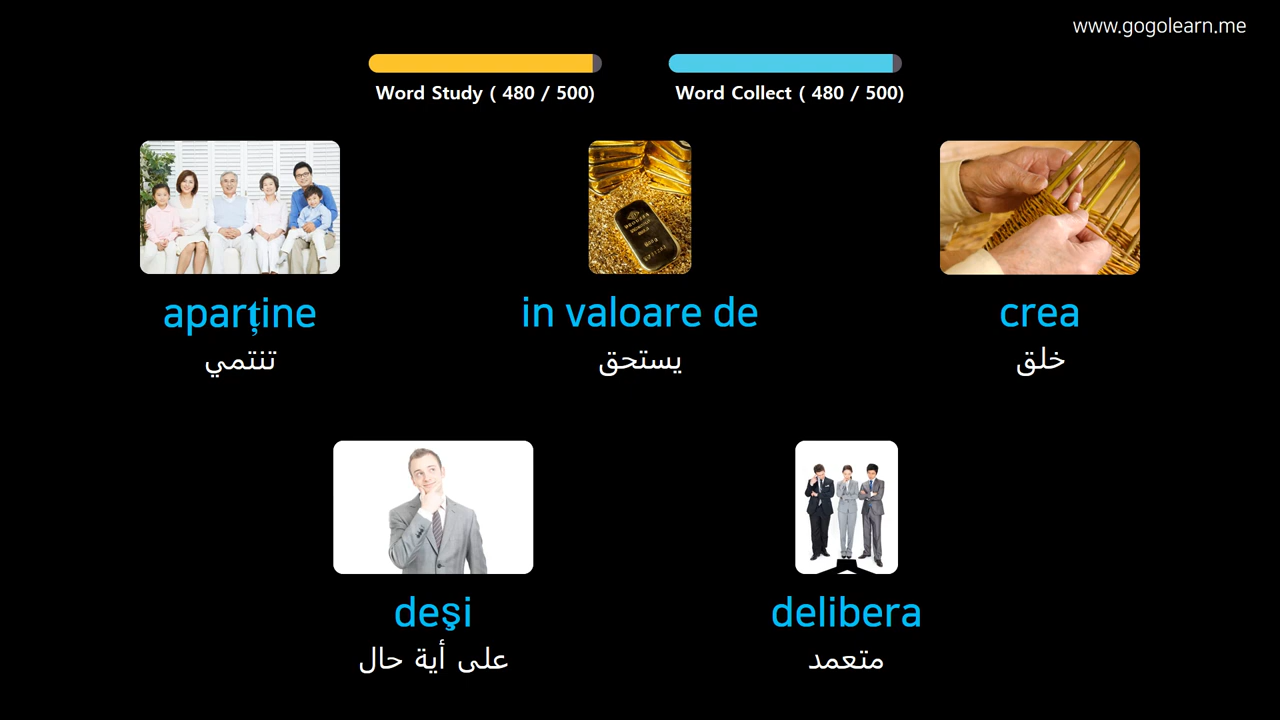 www.gogolearn.me
Word Study ( 480 / 500)
Word Collect ( 480 / 500)
aparține
تنتمي
in valoare de
يستحق
crea
خلق
deşi
على أية حال
delibera
متعمد